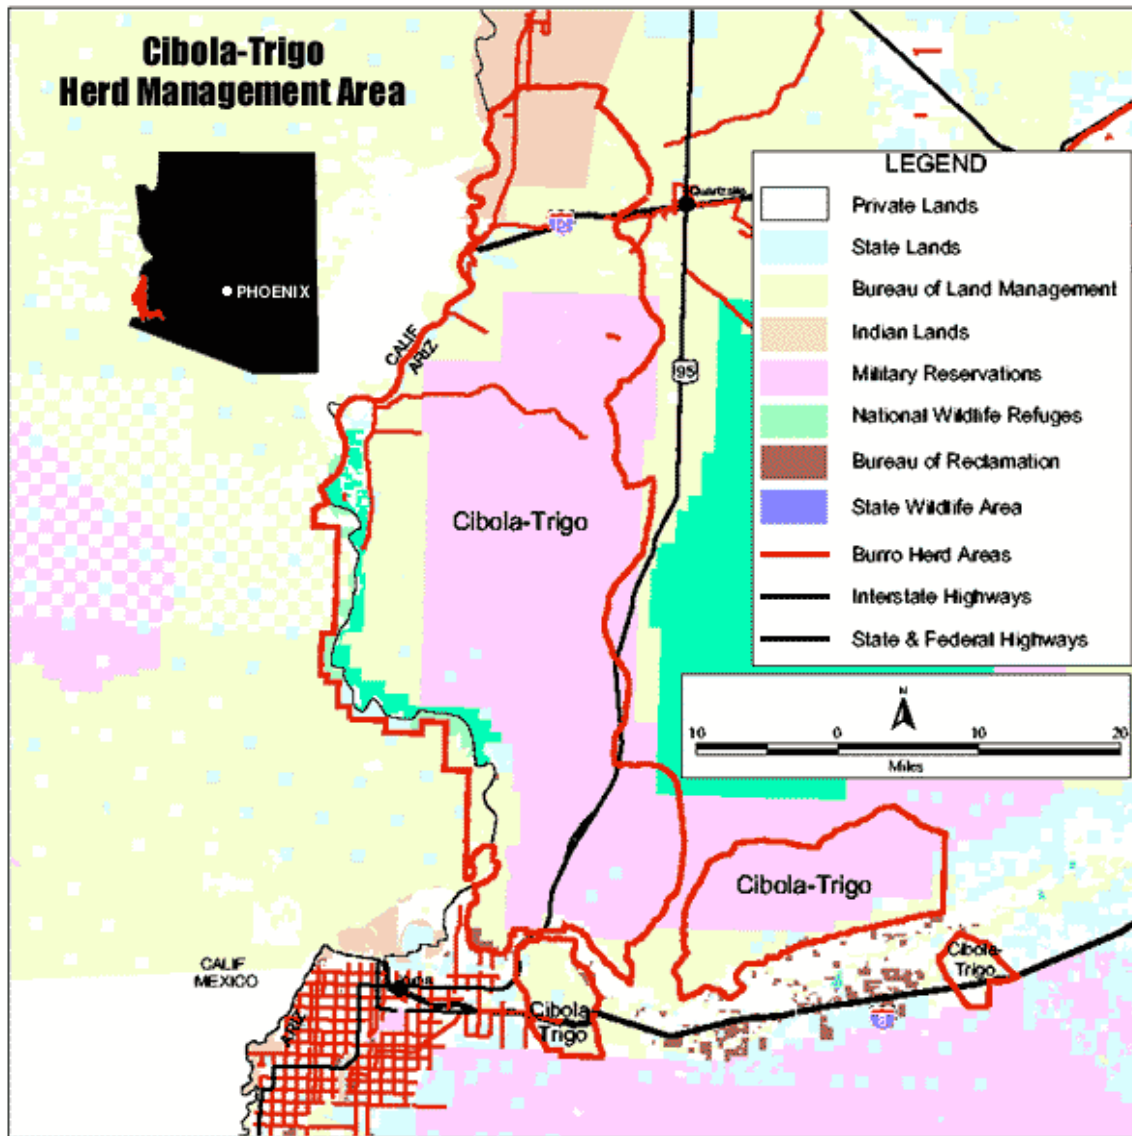 Cibola-Trigo
Herd Management Area
PHOENIX
LEGEND
Private Lands
State Lands
Bureau of Land Management
Indian Lands
Military Reservations
National Wildlife Refuges
Bureau of Reclamation
State Wildlife Area
Burro Herd Areas
Interstate Highways
State & Federal Highways
N
10 0 10 20
Miles
Quartzsite
CALIF
ARIZ
95
Cibola-Trigo
Cibola-Trigo
Cibola-
Trigo
Cibola
Trigo
CALIF
MEXICO
ARIZ